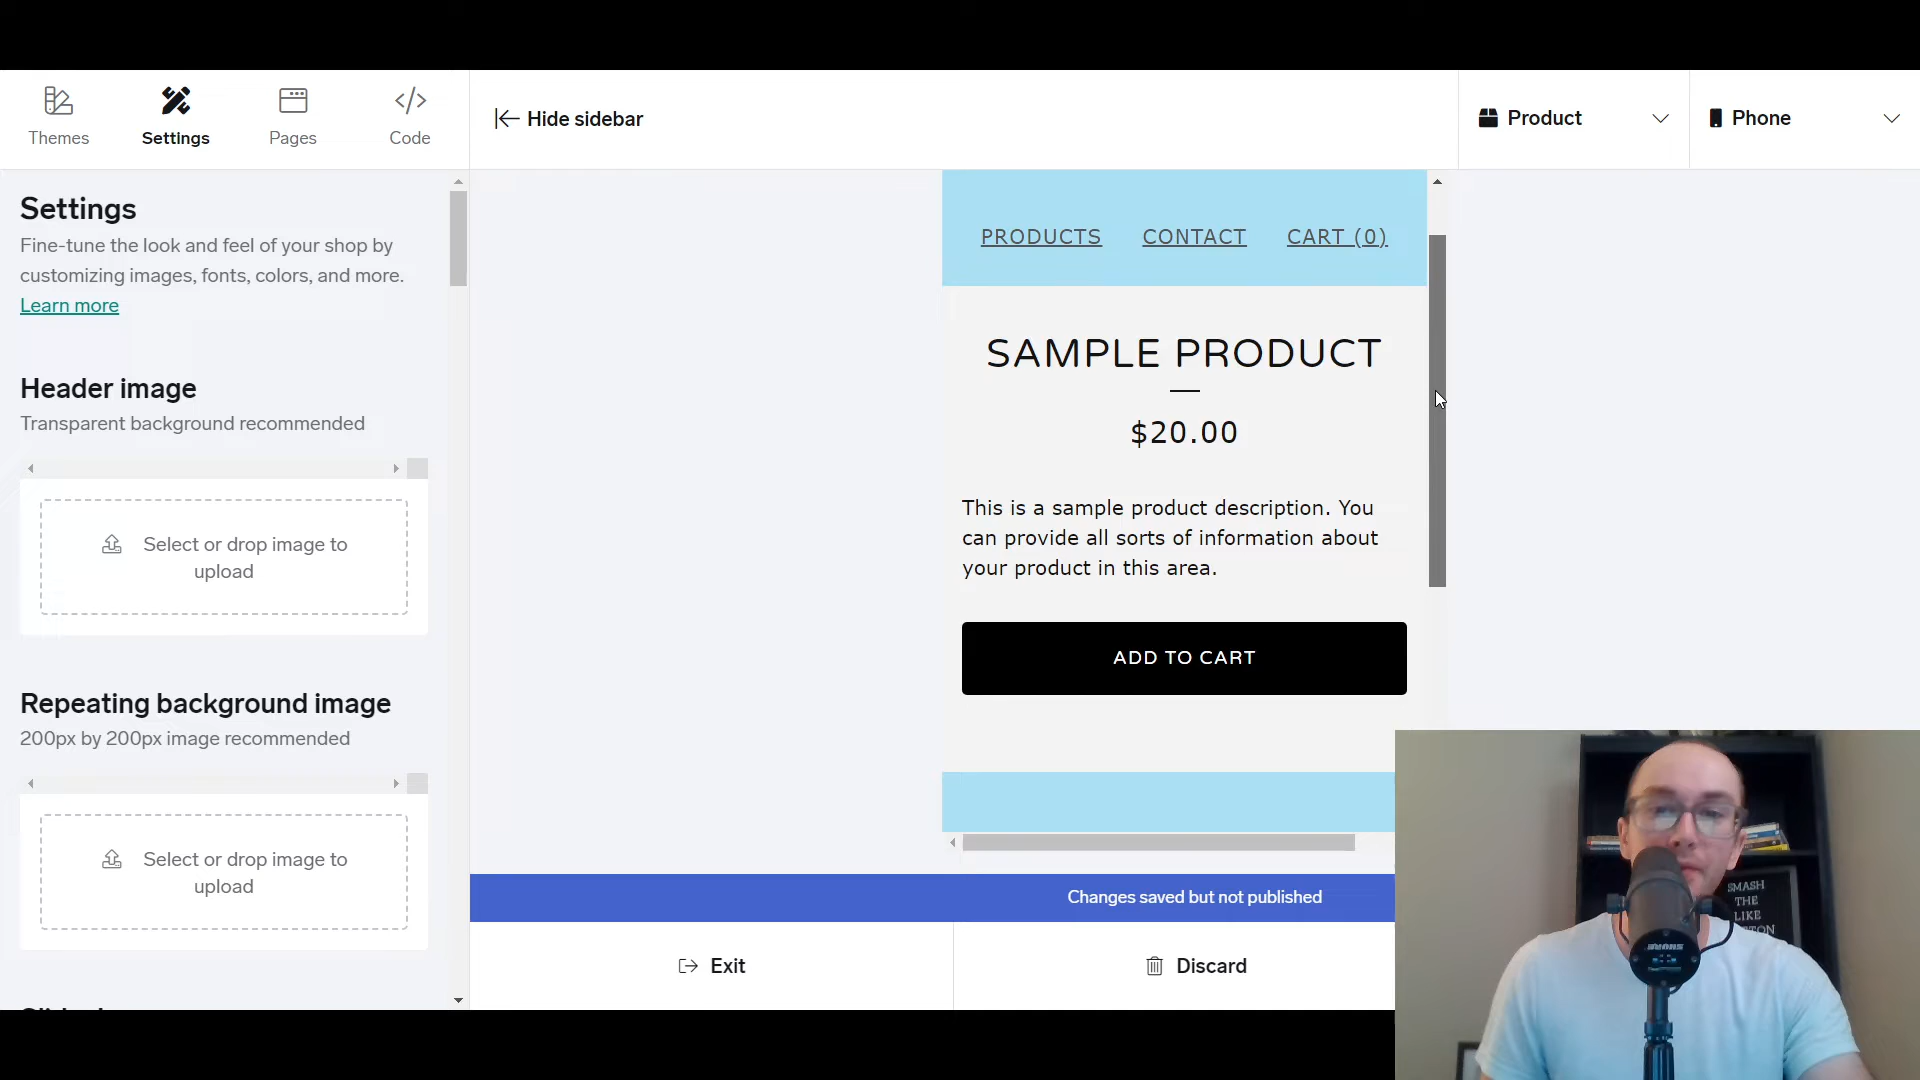 Themes
Settings
Pages
Code
Hide sidebar
Product
Phone
Settings
Fine-tune the look and feel of your shop by
customizing images, fonts, colors, and more.
Learn more
Header image
Transparent background recommended
Select or drop image to
upload
Repeating background image
200px by 200px image recommended
Select or drop image to
upload
PRODUCTS
CONTACT
CART (0)
SAMPLE PRODUCT
$20.00
This is a sample product description. You
can provide all sorts of information about
your product in this area.
ADD TO CART
Changes saved but not published
Exit
Discard
SMASH
THE
LIKE
SHURE